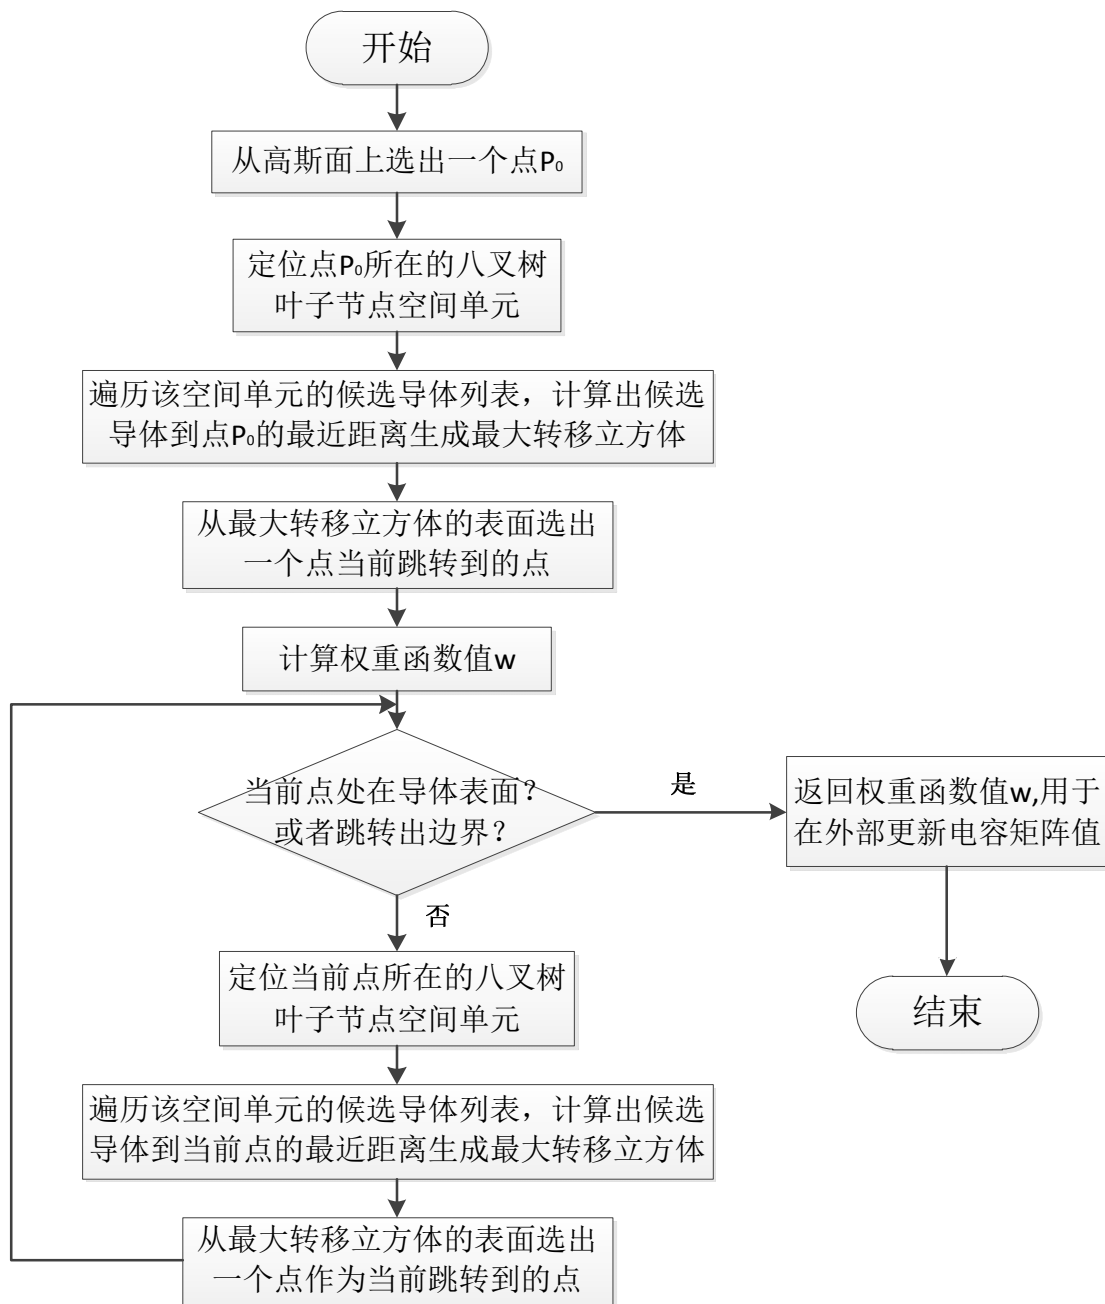 开始
从高斯面上选出一个点P₀
定位点P₀所在的八叉树
叶子节点空间单元
遍历该空间单元的候选导体列表，计算出候选
导体到点P₀的最近距离生成最大转移立方体
从最大转移立方体的表面选出
一个点当前跳转到的点
计算权重函数值w
当前点处在导体表面？
或者跳转出边界？
是
返回权重函数值w,用于
在外部更新电容矩阵值
结束
否
定位当前点所在的八叉树
叶子节点空间单元
遍历该空间单元的候选导体列表，计算出候选
导体到当前点的最近距离生成最大转移立方体
从最大转移立方体的表面选出
一个点作为当前跳转到的点